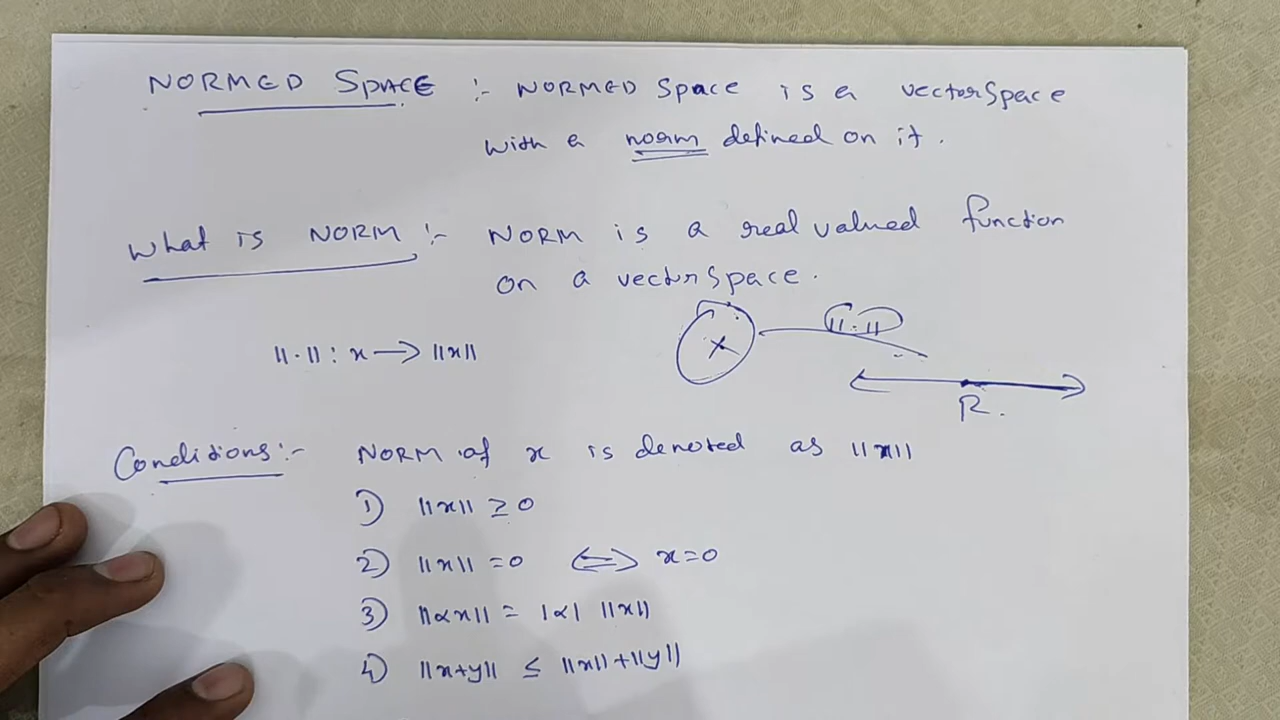 NORMED SPACE :- NORMED Space is a vectorspace
with a norm defined on it.
What is NORM :- NORM is a real valued function
on a vectorspace.
||·|| : x → ||x||
X ||·||
R.
Conditions :- NORM of x is denoted as ||x||
1) ||x|| ≥ 0
2) ||x|| = 0 ⟺ x=0
3) ||αx|| = |α| ||x||
4) ||x+y|| ≤ ||x||+||y||